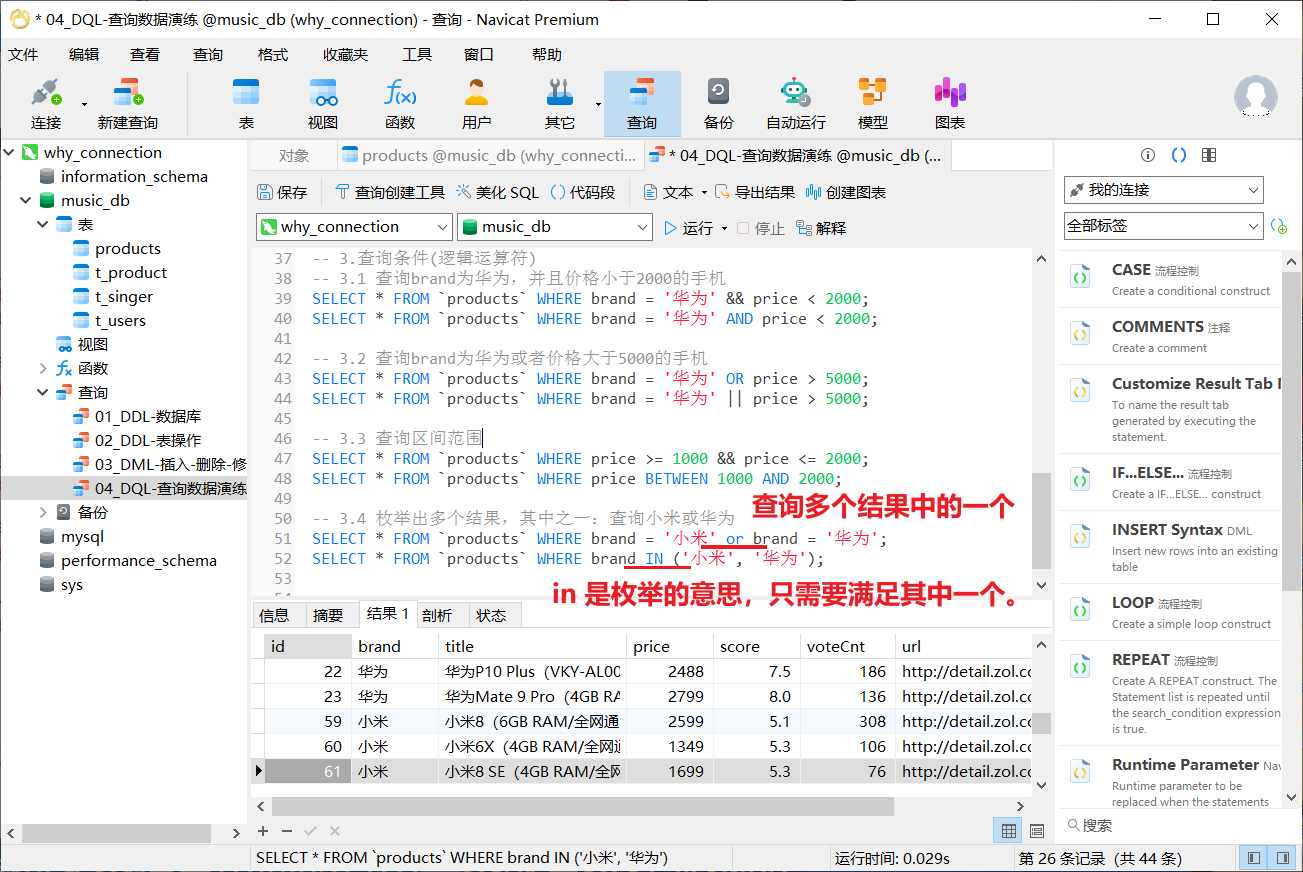 * 04_DQL-查询数据演练 @music_db (why_connection) - 查询 - Navicat Premium
文件 编辑 查看 查询 格式 收藏夹 工具 窗口 帮助
连接 新建查询 表 视图 函数 用户 其它 查询 备份 自动运行 模型 图表
why_connection
information_schema
music_db
表
products
t_product
t_singer
t_users
视图
函数
查询
01_DDL-数据库
02_DDL-表操作
03_DML-插入-删除-修
04_DQL-查询数据演练
备份
mysql
performance_schema
sys
对象 products @music_db (why_connecti... * 04_DQL-查询数据演练 @music_db (...
保存 查询创建工具 美化 SQL 代码段 文本 导出结果 创建图表
why_connection music_db 运行 停止 解释
37 -- 3.查询条件(逻辑运算符)
38 -- 3.1 查询brand为华为，并且价格小于2000的手机
39 SELECT * FROM `products` WHERE brand = '华为' && price < 2000;
40 SELECT * FROM `products` WHERE brand = '华为' AND price < 2000;
41
42 -- 3.2 查询brand为华为或者价格大于5000的手机
43 SELECT * FROM `products` WHERE brand = '华为' OR price > 5000;
44 SELECT * FROM `products` WHERE brand = '华为' || price > 5000;
45
46 -- 3.3 查询区间范围
47 SELECT * FROM `products` WHERE price >= 1000 && price <= 2000;
48 SELECT * FROM `products` WHERE price BETWEEN 1000 AND 2000;
49
查询多个结果中的一个
50 -- 3.4 枚举出多个结果，其中之一：查询小米或华为
51 SELECT * FROM `products` WHERE brand = '小米' or brand = '华为';
52 SELECT * FROM `products` WHERE brand IN ('小米', '华为');
53
in 是枚举的意思，只需要满足其中一个。
信息 摘要 结果 1 剖析 状态
id brand title price score voteCnt url
22 华为 华为P10 Plus（VKY-AL00 2488 7.5 186 http://detail.zol.cc
23 华为 华为Mate 9 Pro（4GB RA 2799 8.0 136 http://detail.zol.cc
59 小米 小米8（6GB RAM/全网通 2599 5.1 308 http://detail.zol.cc
60 小米 小米6X（4GB RAM/全网通 1349 5.3 106 http://detail.zol.cc
61 小米 小米8 SE（4GB RAM/全网 1699 5.3 76 http://detail.zol.cc
SELECT * FROM `products` WHERE brand IN ('小米', '华为')
运行时间: 0.029s
第 26 条记录（共 44 条）
我的连接
全部标签
CASE 流程控制
Create a conditional construct
COMMENTS 注释
Create a comment
Customize Result Tab N
To name the result tab
generated by executing the
statement.
IF...ELSE... 流程控制
Create a IF...ELSE... construct
INSERT Syntax DML
Insert new rows into an existing
table
LOOP 流程控制
Create a simple loop construct
REPEAT 流程控制
Create A REPEAT construct. The
Statement list is repeated until
the search_condition expression
is true.
Runtime Parameter Nav
Runtime parameter to be
replaced when the statements
搜索